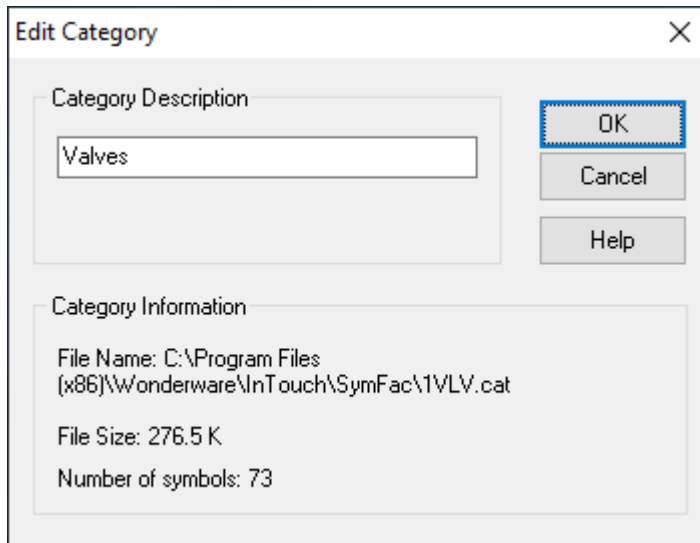 Edit Category
Category Description
Valves
OK
Cancel
Help
Category Information
File Name: C:\Program Files
(x86)\Wonderware\InTouch\SymFac\1VLV.cat
File Size: 276.5 K
Number of symbols: 73